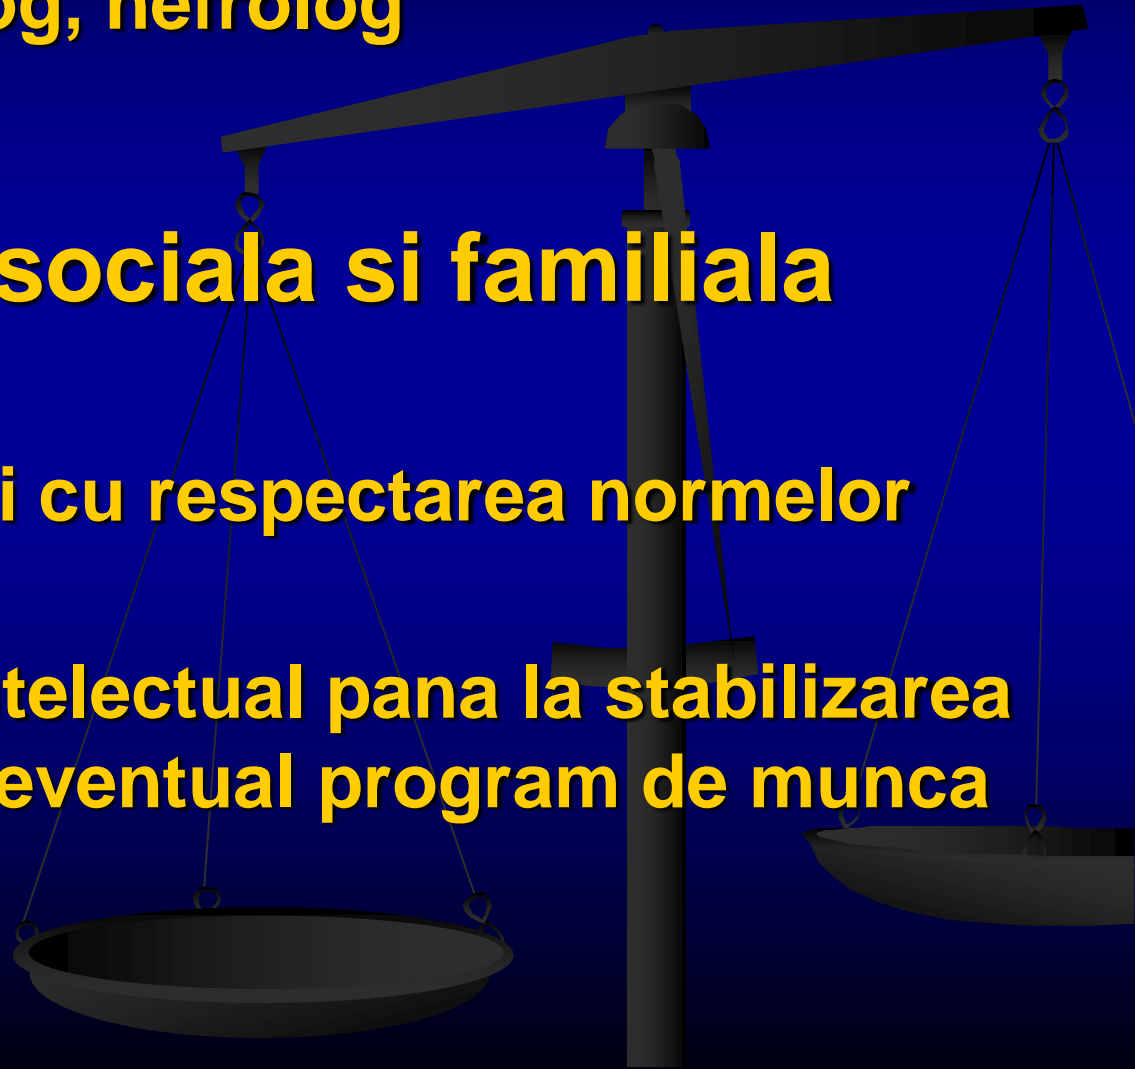 og, nefrolog
sociala si familiala
i cu respectarea normelor
telectual pana la stabilizarea
eventual program de munca